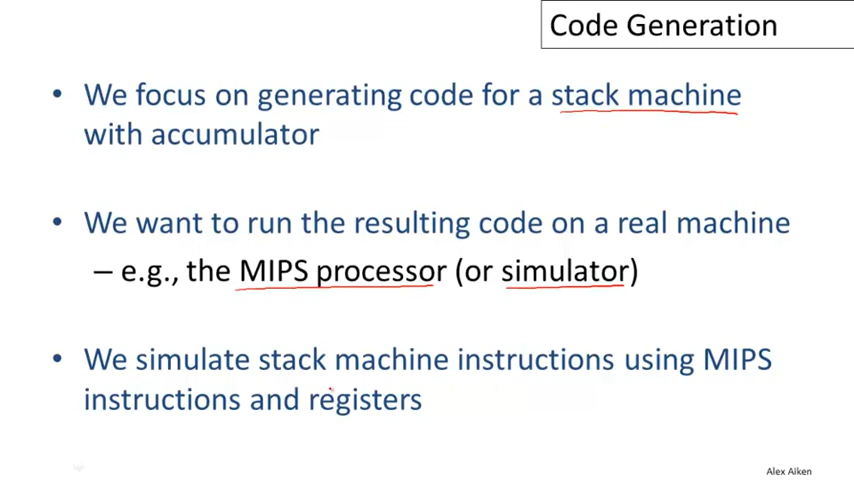 Code Generation
• We focus on generating code for a stack machine
with accumulator
• We want to run the resulting code on a real machine
– e.g., the MIPS processor (or simulator)
• We simulate stack machine instructions using MIPS
instructions and registers
Alex Aiken